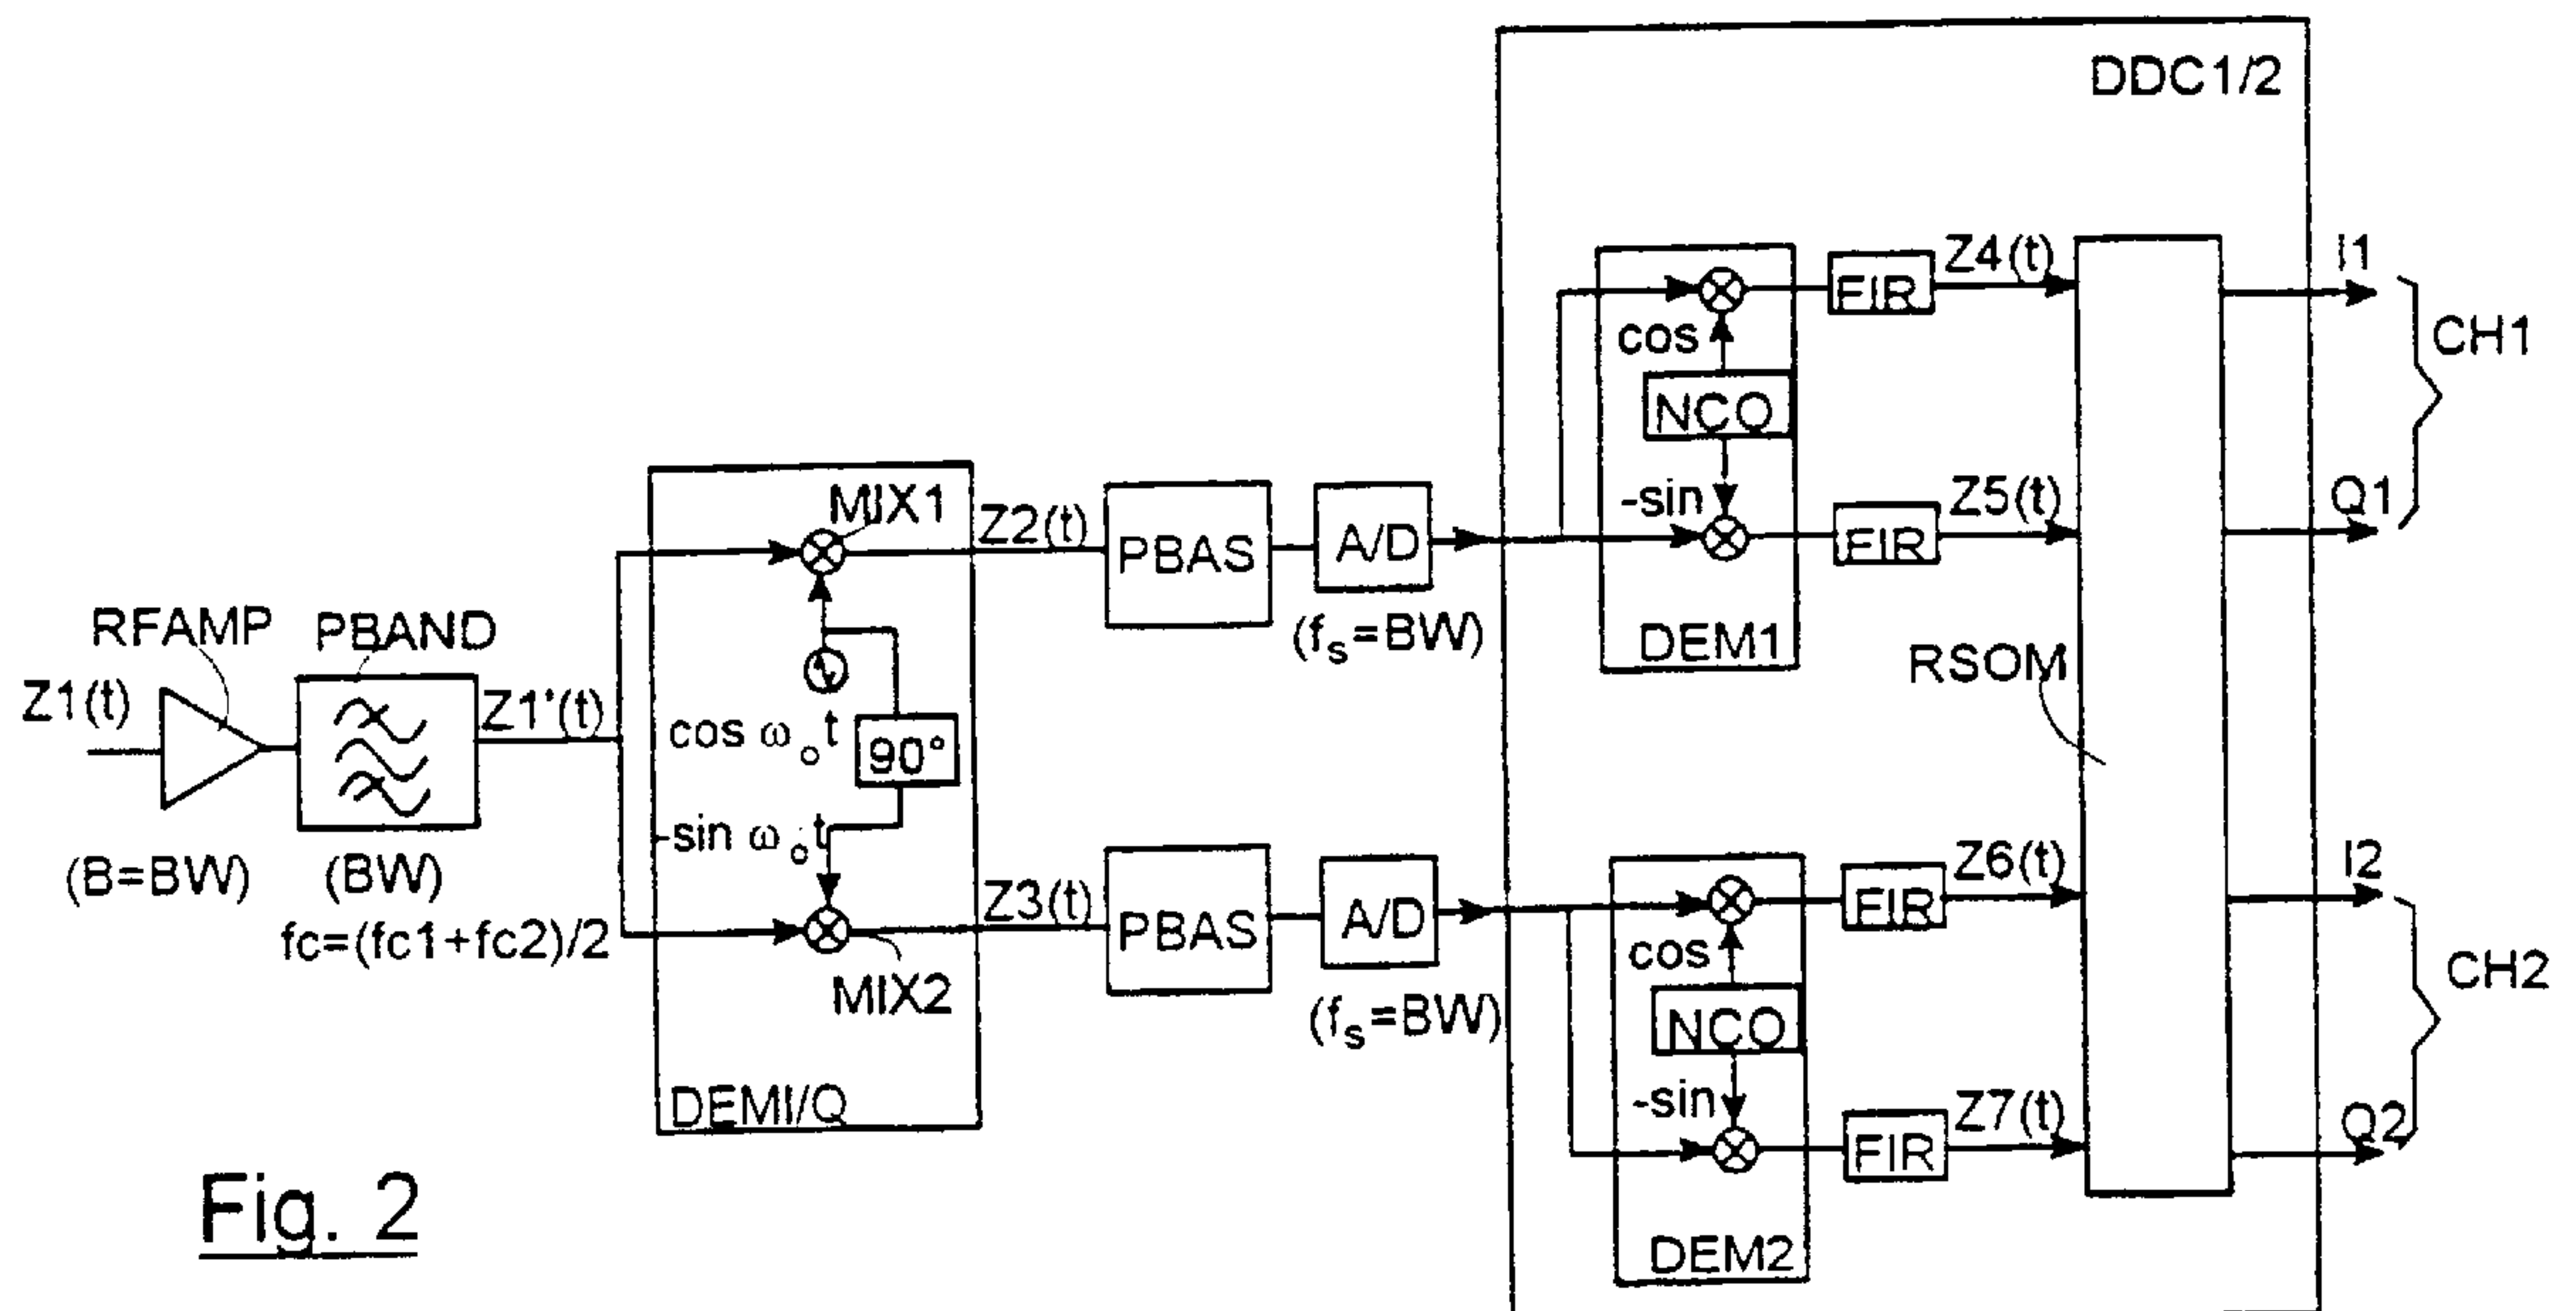 DDC1/2
Z4(t)
I1
FIR
cos
CH1
NCO
MIX1
Z2(t)
-sin
Z5(t)
Q1
PBAS
A/D
FIR
RFAMP
PBAND
(fs=BW)
DEM1
RSOM
Z1(t)
Z1'(t)
cos ωot
90°
-sin ωot
Z6(t)
I2
(B=BW)
(BW)
Z3(t)
FIR
fc=(fc1+fc2)/2
PBAS
A/D
cos
CH2
MIX2
(fs=BW)
NCO
DEMI/Q
-sin
Z7(t)
Q2
FIR
Fig. 2
DEM2